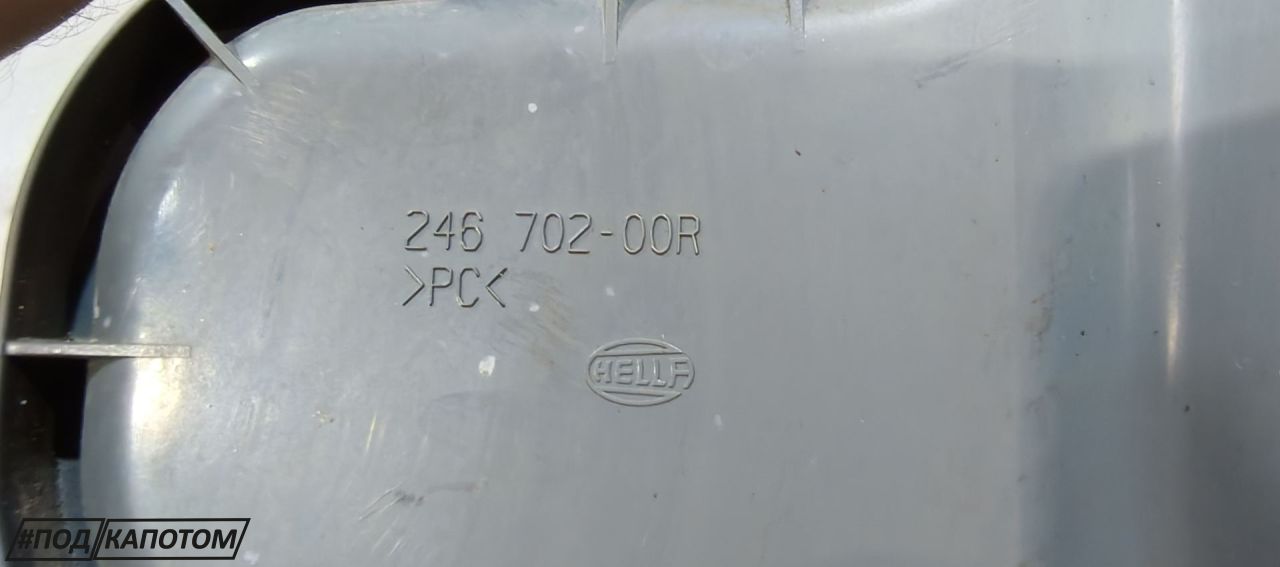 246 702-00R
>PC<
HELLA
#ПОД КАПОТОМ